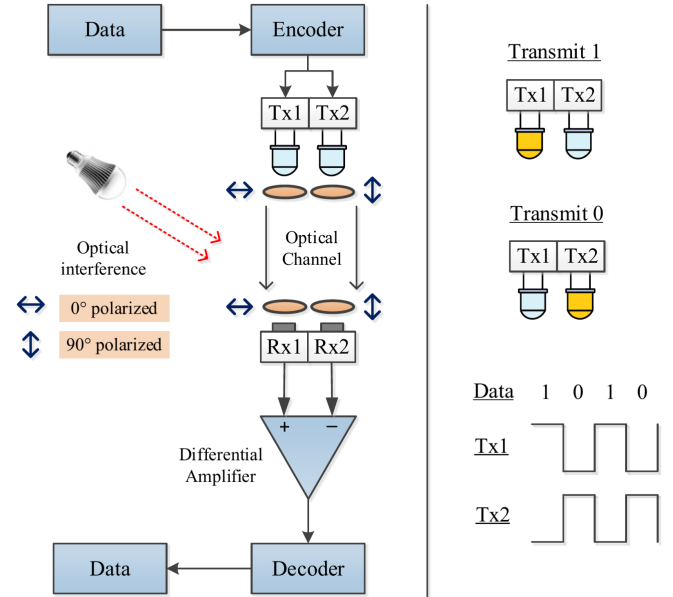 Data
Encoder
Tx1 Tx2
Optical
interference
Optical
Channel
0° polarized
90° polarized
Rx1 Rx2
+ −
Differential
Amplifier
Data
Decoder
Transmit 1
Tx1 Tx2
Transmit 0
Tx1 Tx2
Data 1 0 1 0
Tx1
Tx2